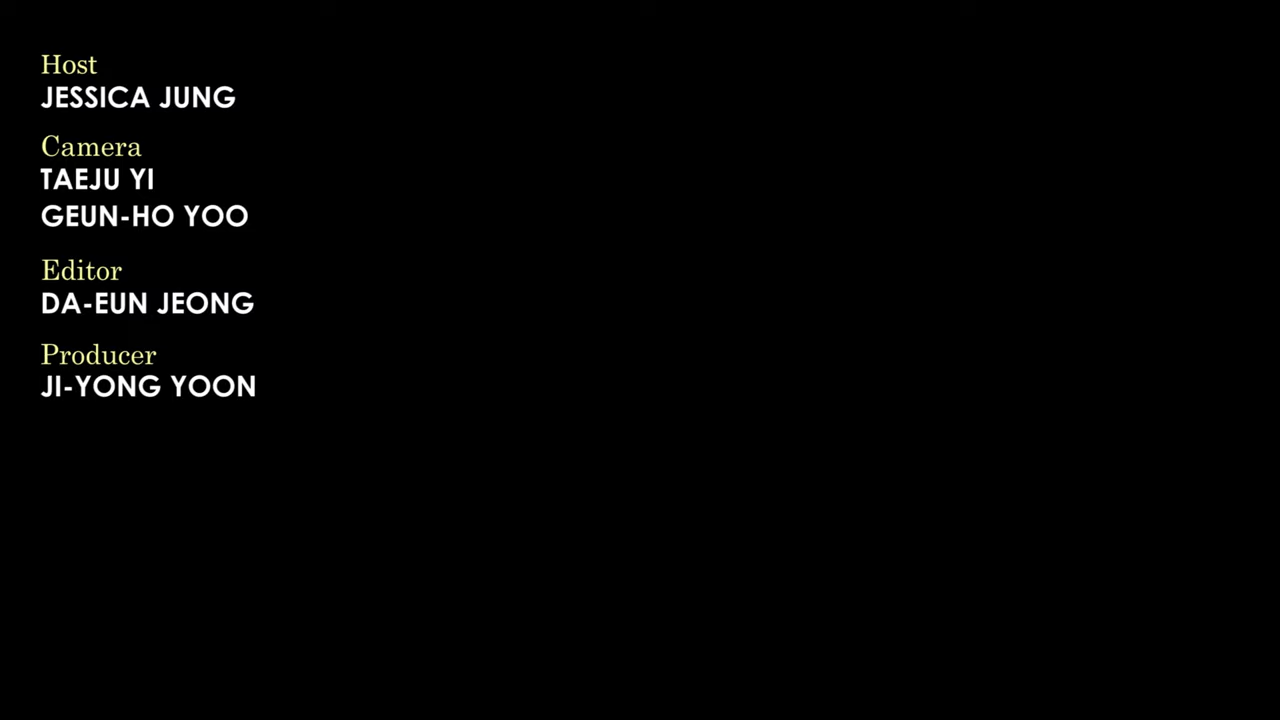 Host
JESSICA JUNG
Camera
TAEJU YI
GEUN-HO YOO
Editor
DA-EUN JEONG
Producer
JI-YONG YOON